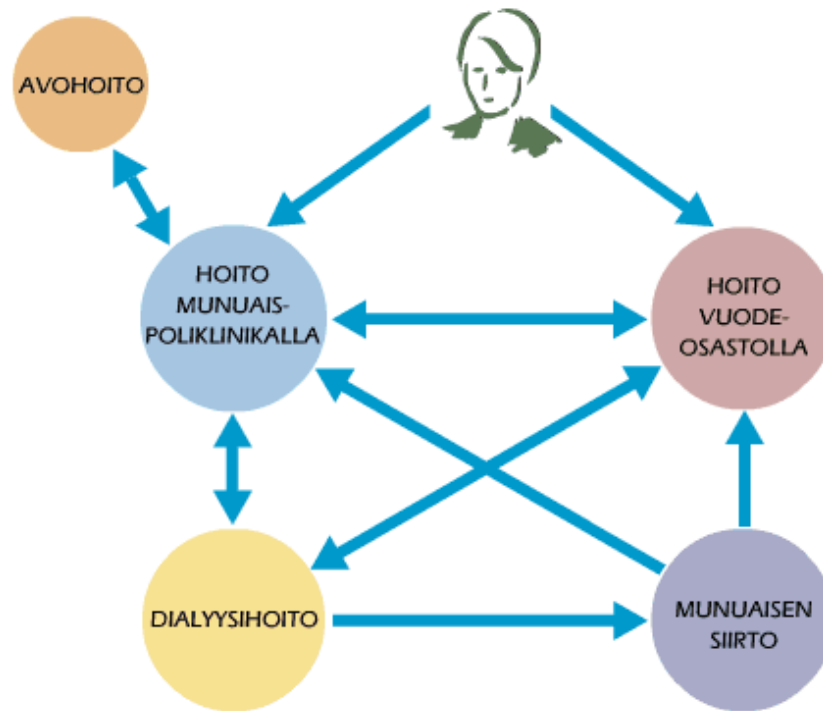 AVOHOITO
HOITO
MUNUAIS-
POLIKLINIKALLA
HOITO
VUODE-
OSASTOLLA
DIALYYSIHOITO
MUNUAISEN
SIIRTO